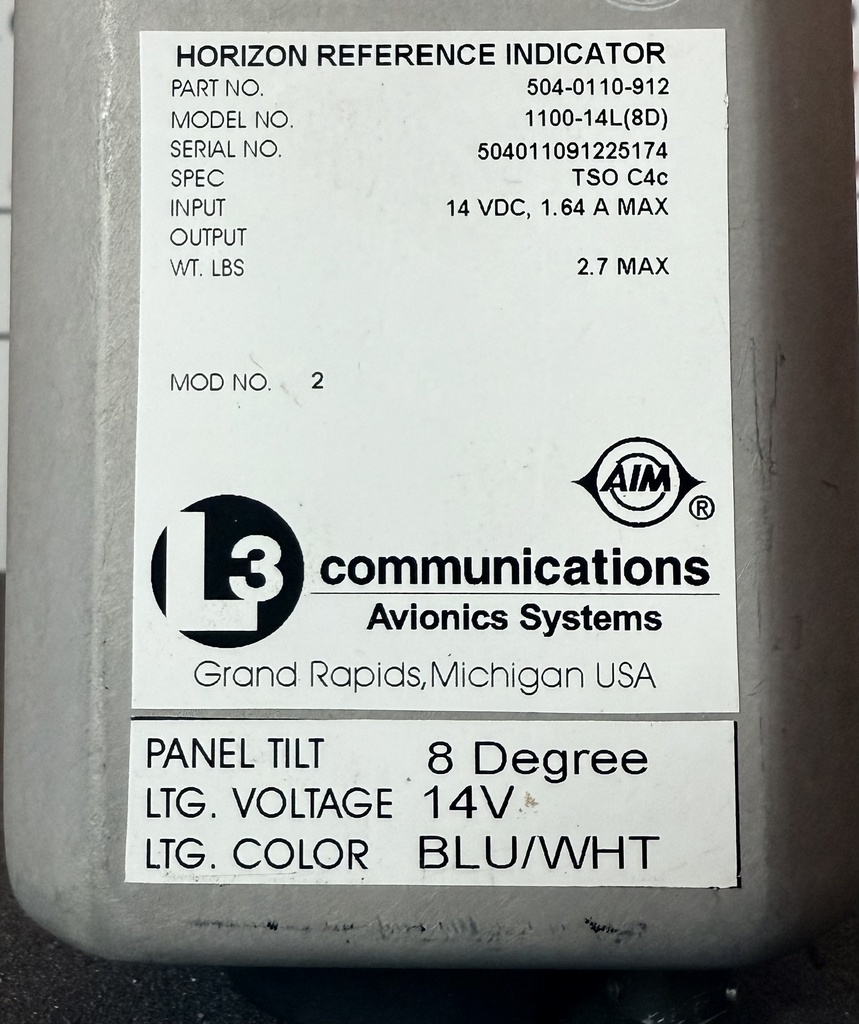 HORIZON REFERENCE INDICATOR
PART NO. 504-0110-912
MODEL NO. 1100-14L(8D)
SERIAL NO. 504011091225174
SPEC TSO C4c
INPUT 14 VDC, 1.64 A MAX
OUTPUT
WT. LBS 2.7 MAX
MOD NO. 2
AIM ®
L3 communications
Avionics Systems
Grand Rapids, Michigan USA
PANEL TILT 8 Degree
LTG. VOLTAGE 14V
LTG. COLOR BLU/WHT